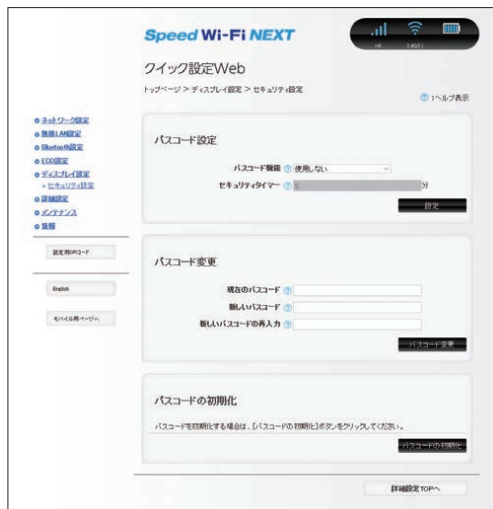 Speed Wi-Fi NEXT
クイック設定Web
トップページ > ディスプレイ設定 > セキュリティ設定
:ヘルプ表示
ネットワーク設定
無線LAN設定
Bluetooth設定
ECO設定
ディスプレイ設定
セキュリティ設定
詳細設定
メンテナンス
情報
設定用QRコード
English
モバイル用ページへ
パスコード設定
パスコード機能 使用しない
セキュリティタイマー 5 分
設定
パスコード変更
現在のパスコード
新しいパスコード
新しいパスコードの再入力
パスコード変更
パスコードの初期化
パスコードを初期化する場合は、[パスコードの初期化]ボタンをクリックしてください。
パスコードの初期化
詳細設定TOPへ